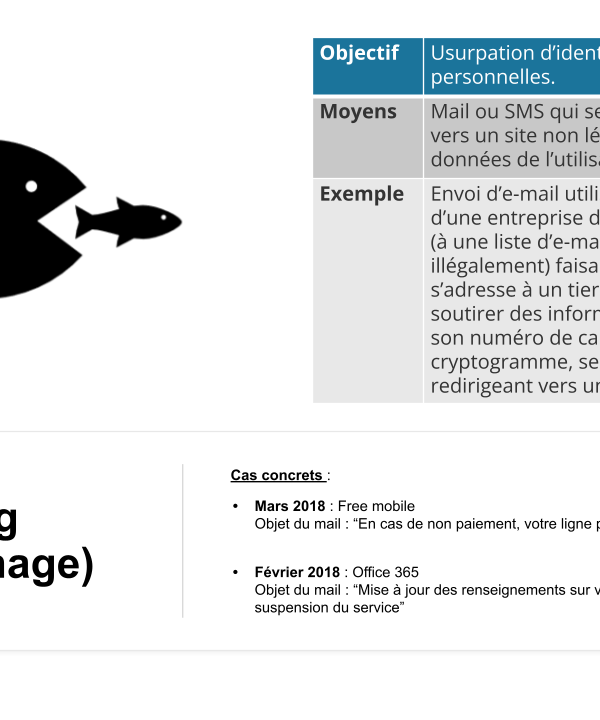 Objectif
Usurpation d’ident
personnelles.
Moyens
Mail ou SMS qui se
vers un site non lé
données de l’utilisa
Exemple
Envoi d’e-mail utili
d’une entreprise d
(à une liste d’e-ma
illégalement) faisa
s’adresse à un tier
soutirer des inform
son numéro de ca
cryptogramme, se
redirigeant vers un
g
nage)
Cas concrets :
• Mars 2018 : Free mobile
Objet du mail : “En cas de non paiement, votre ligne p
• Février 2018 : Office 365
Objet du mail : “Mise à jour des renseignements sur v
suspension du service”